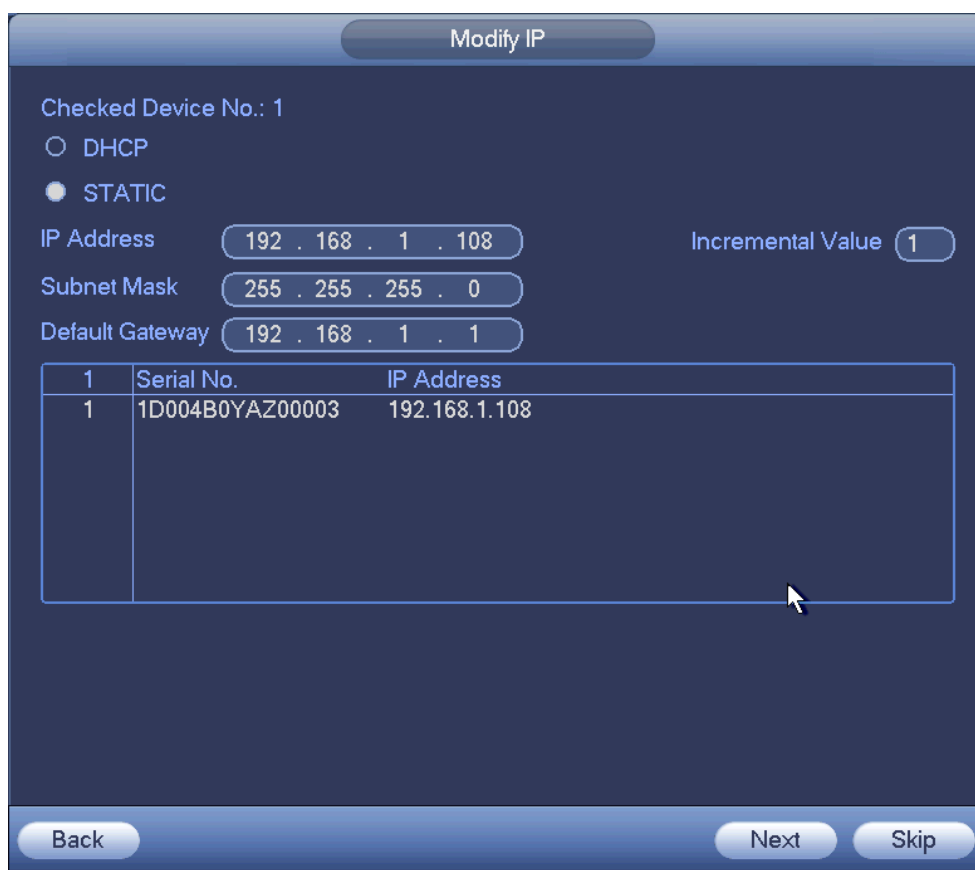 Modify IP
Checked Device No.: 1
DHCP
STATIC
IP Address 192 . 168 . 1 . 108 Incremental Value 1
Subnet Mask 255 . 255 . 255 . 0
Default Gateway 192 . 168 . 1 . 1
1 Serial No. IP Address
1 1D004B0YAZ00003 192.168.1.108
Back Next Skip